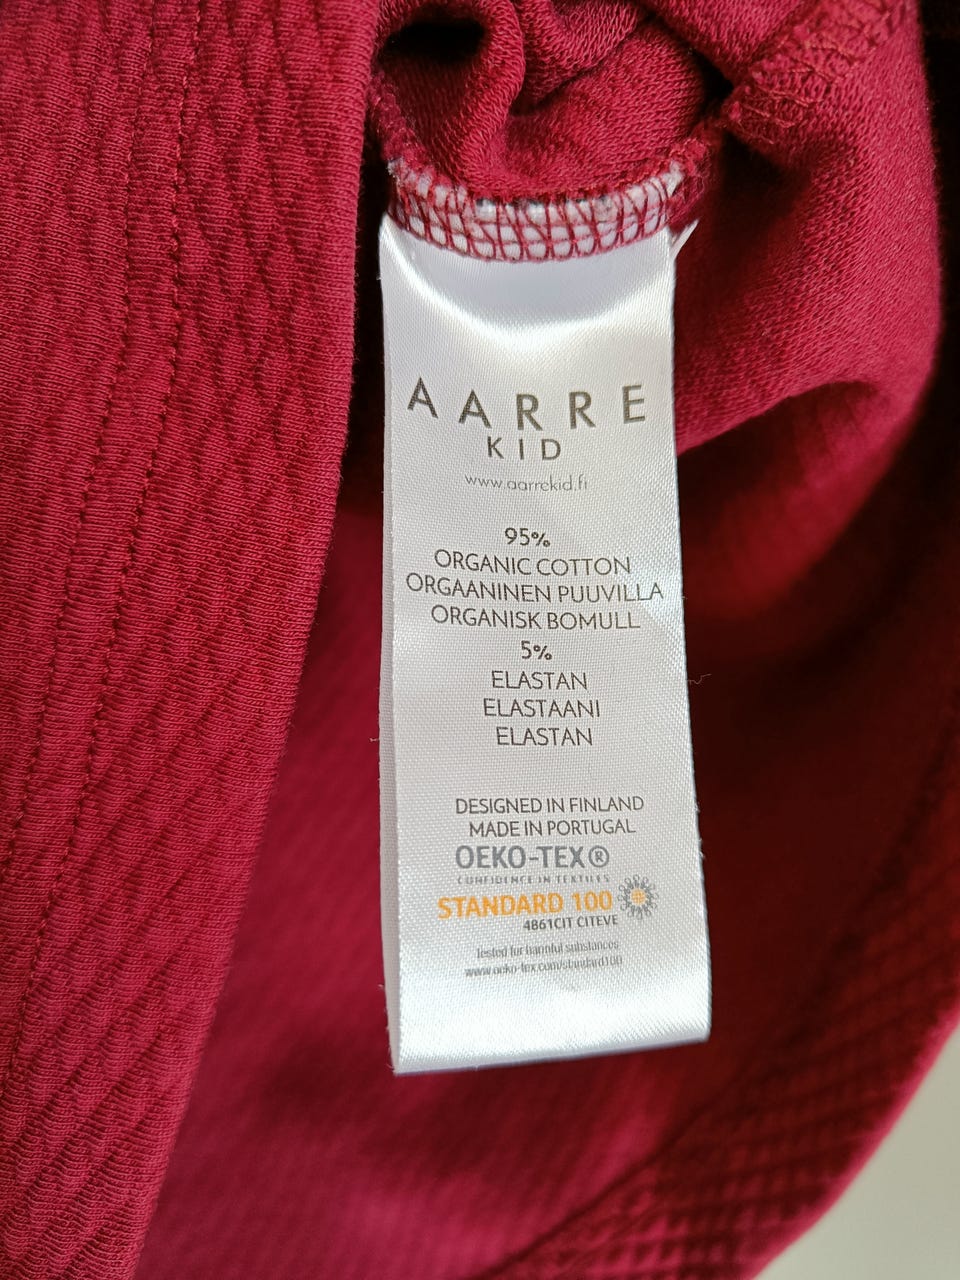 AARRE
KID
www.aarrekid.fi
95%
ORGANIC COTTON
ORGAANINEN PUUVILLA
ORGANISK BOMULL
5%
ELASTAN
ELASTAANI
ELASTAN
DESIGNED IN FINLAND
MADE IN PORTUGAL
OEKO-TEX®
CONFIDENCE IN TEXTILES
STANDARD 100
4861CIT CITEVE
Tested for harmful substances
www.oeko-tex.com/standard100